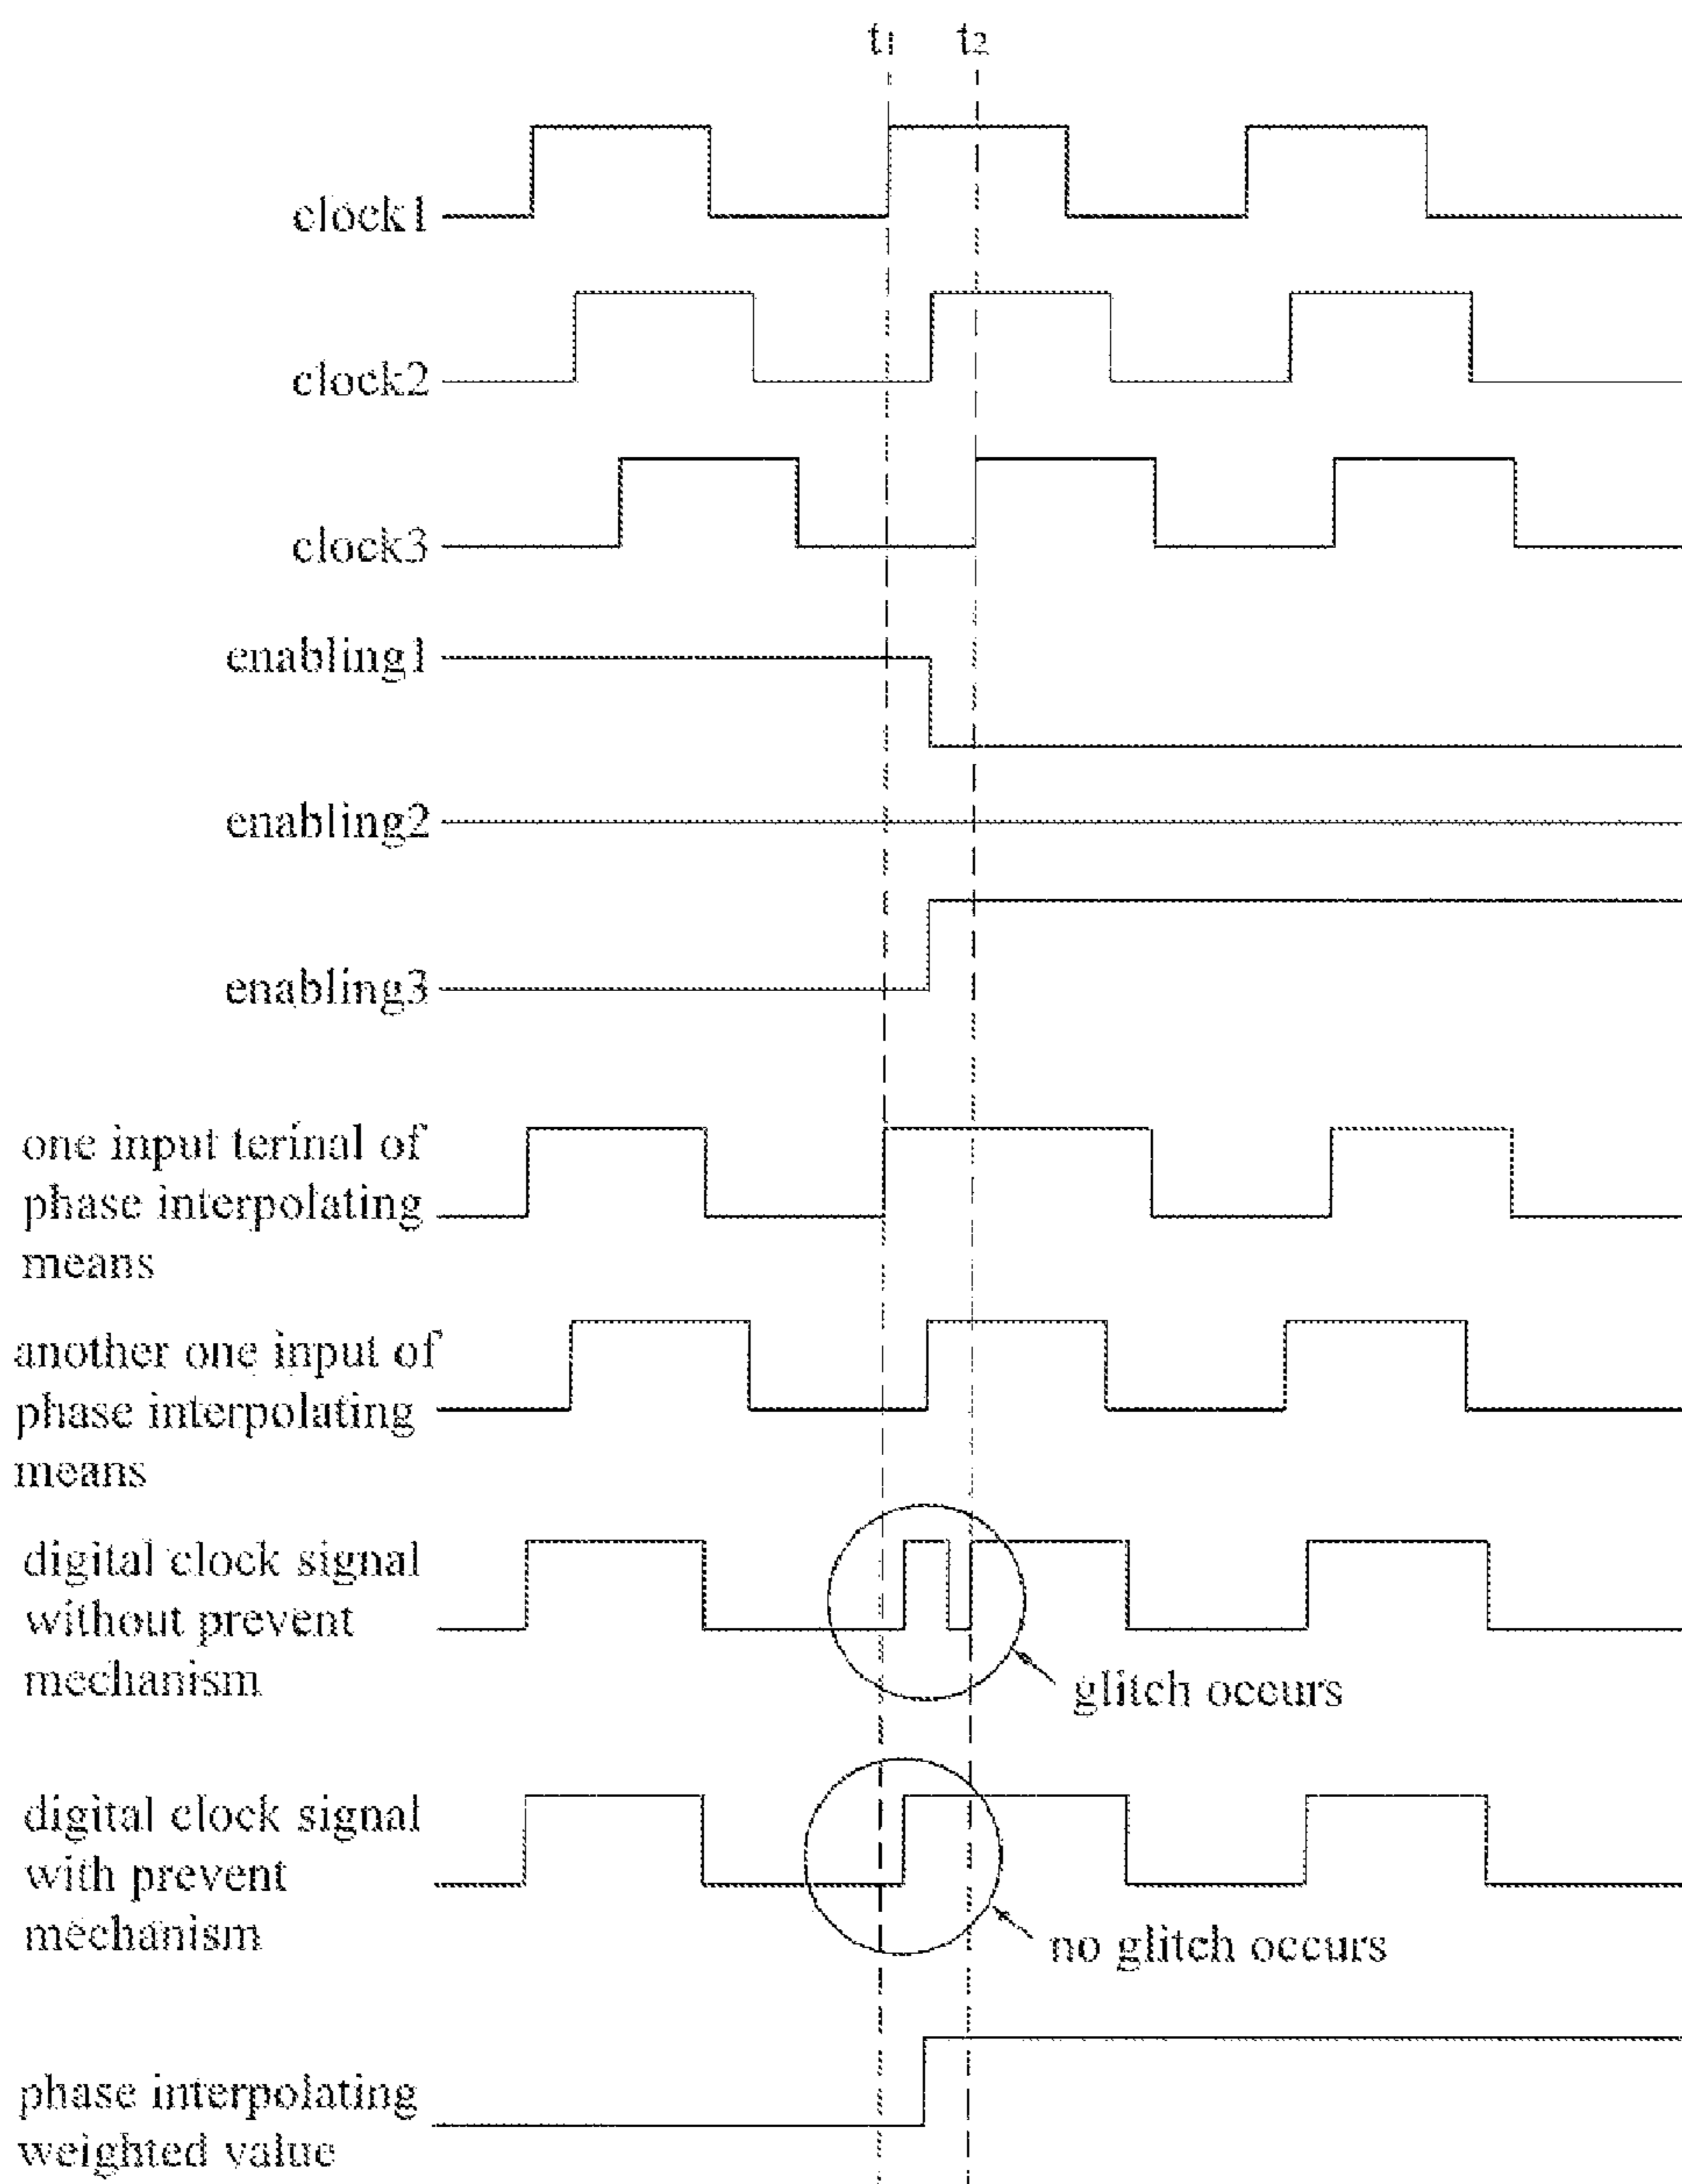 t1 t2
clock1
clock2
clock3
enabling1
enabling2
enabling3
one input terinal of
phase interpolating
means
another one input of
phase interpolating
means
digital clock signal
without prevent
mechanism
glitch occurs
digital clock signal
with prevent
mechanism
no glitch occurs
phase interpolating
weighted value